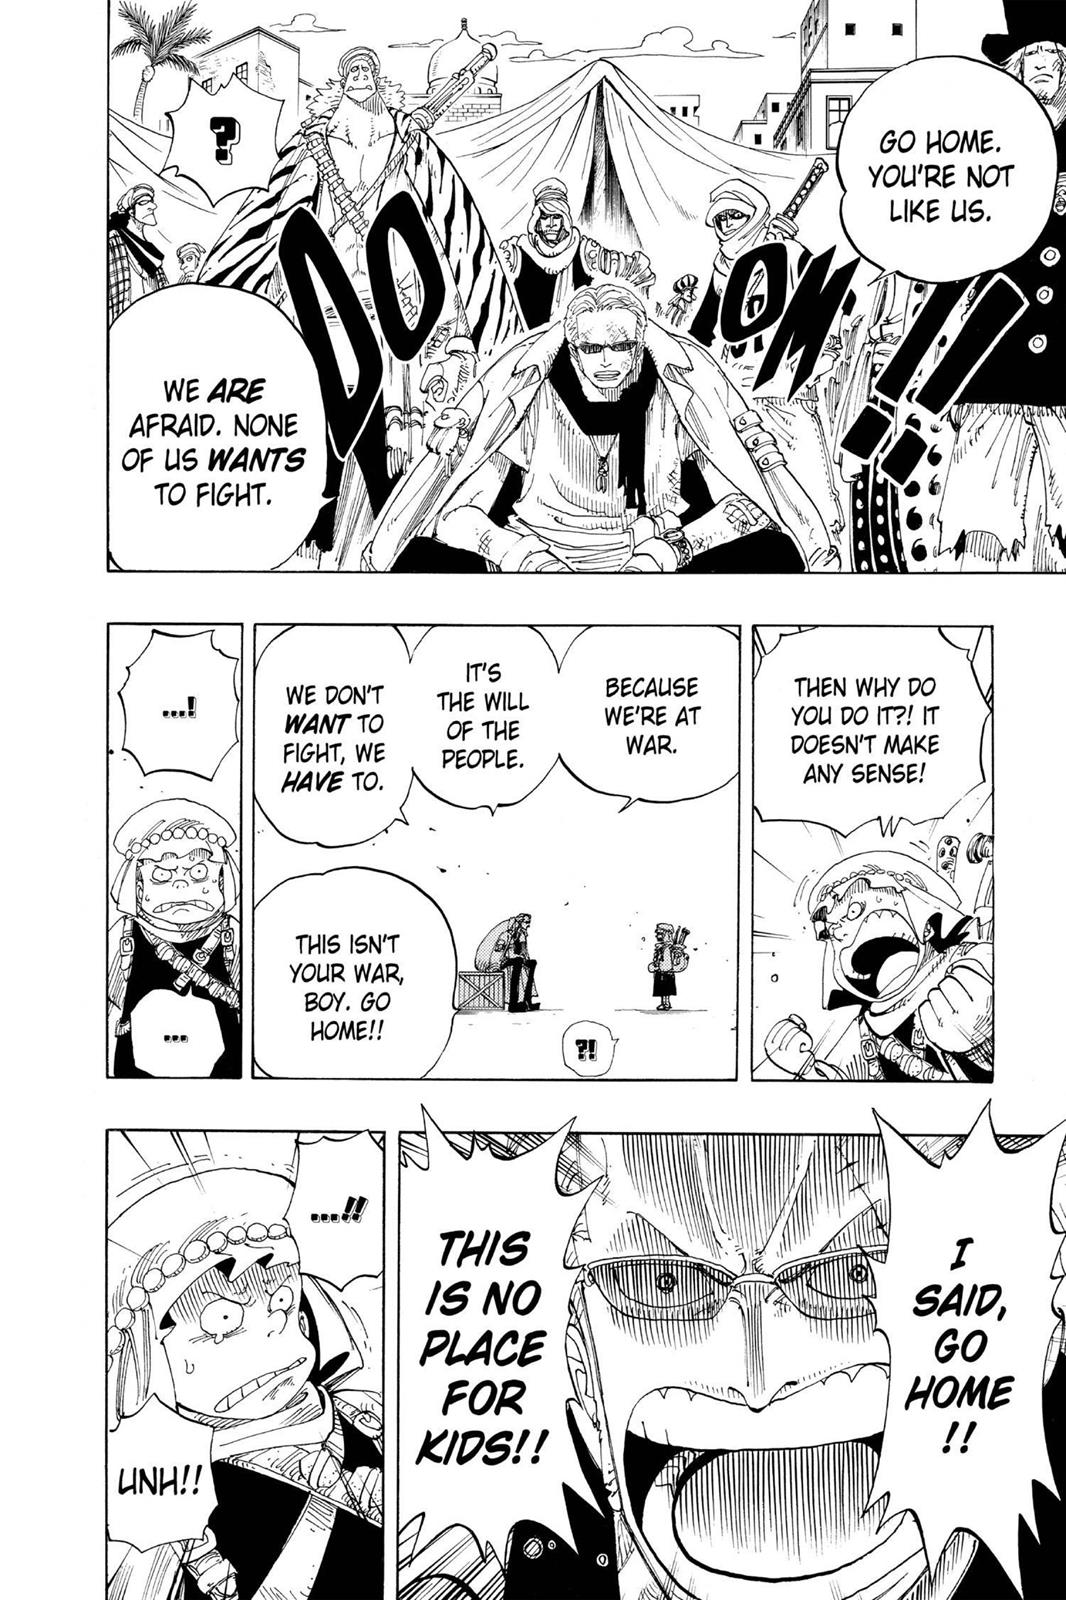 GO HOME.
YOU'RE NOT
LIKE US.
?
DOOM!!
WE ARE
AFRAID. NONE
OF US WANTS
TO FIGHT.
THEN WHY DO
YOU DO IT?! IT
DOESN'T MAKE
ANY SENSE!
BECAUSE
WE'RE AT
WAR.
IT'S
THE WILL
OF THE
PEOPLE.
WE DON'T
WANT TO
FIGHT, WE
HAVE TO.
THIS ISN'T
YOUR WAR,
BOY. GO
HOME!!
?!
...!
...
I
SAID,
GO
HOME
!!
THIS
IS NO
PLACE
FOR
KIDS!!
...!!
UNH!!